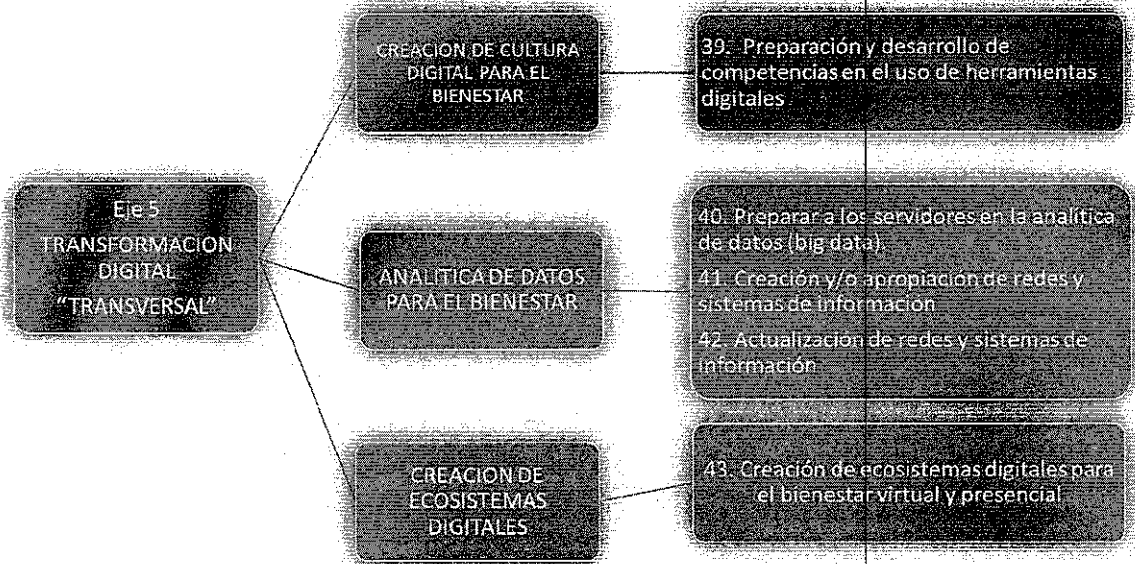 Eje 5
TRANSFORMACION
DIGITAL
“TRANSVERSAL”
CREACION DE CULTURA
DIGITAL PARA EL
BIENESTAR
39. Preparación y desarrollo de
competencias en el uso de herramientas
digitales
ANALITICA DE DATOS
PARA EL BIENESTAR
40. Preparar a los servidores en la analítica
de datos (big data)
41. Creación y/o apropiación de redes y
sistemas de información
42. Actualización de redes y sistemas de
información
CREACION DE
ECOSISTEMAS
DIGITALES
43. Creación de ecosistemas digitales para
el bienestar virtual y presencial